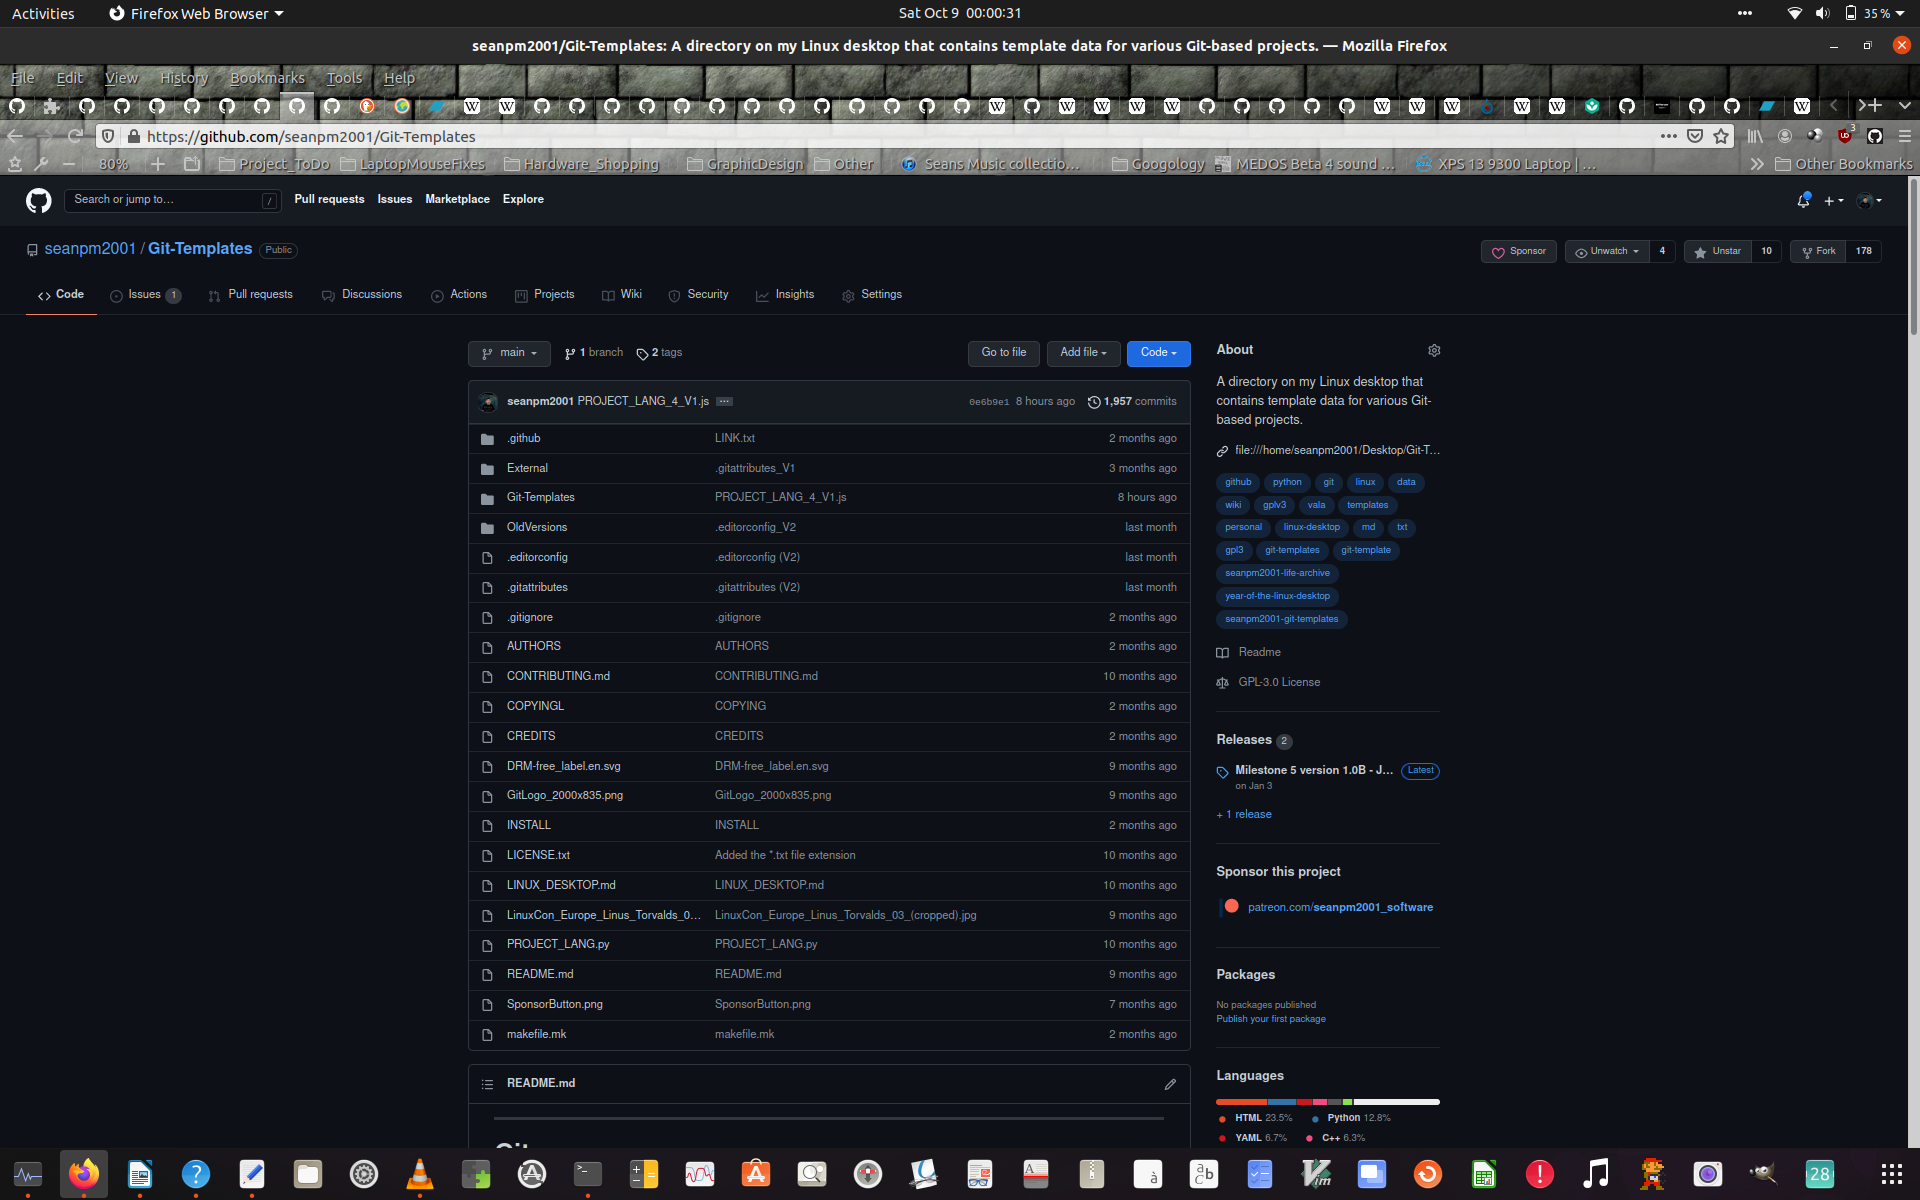 Activities
Firefox Web Browser
Sat Oct 9 00:00:31
35 %
seanpm2001/Git-Templates: A directory on my Linux desktop that contains template data for various Git-based projects. — Mozilla Firefox
File Edit View History Bookmarks Tools Help
https://github.com/seanpm2001/Git-Templates
3
80%
Project_ToDo
LaptopMouseFixes
Hardware_Shopping
GraphicDesign
Other
Seans Music collectio…
Googology
MEDOS Beta 4 sound …
XPS 13 9300 Laptop | …
Other Bookmarks
Search or jump to… /
Pull requests Issues Marketplace Explore
seanpm2001 / Git-Templates Public
Sponsor
Unwatch 4
Unstar 10
Fork 178
Code
Issues 1
Pull requests
Discussions
Actions
Projects
Wiki
Security
Insights
Settings
main
1 branch
2 tags
Go to file
Add file
Code
seanpm2001 PROJECT_LANG_4_V1.js
0e6b9e1 8 hours ago
1,957 commits
.github LINK.txt 2 months ago
External .gitattributes_V1 3 months ago
Git-Templates PROJECT_LANG_4_V1.js 8 hours ago
OldVersions .editorconfig_V2 last month
.editorconfig .editorconfig (V2) last month
.gitattributes .gitattributes (V2) last month
.gitignore .gitignore 2 months ago
AUTHORS AUTHORS 2 months ago
CONTRIBUTING.md CONTRIBUTING.md 10 months ago
COPYINGL COPYING 2 months ago
CREDITS CREDITS 2 months ago
DRM-free_label.en.svg DRM-free_label.en.svg 9 months ago
GitLogo_2000x835.png GitLogo_2000x835.png 9 months ago
INSTALL INSTALL 2 months ago
LICENSE.txt Added the *.txt file extension 10 months ago
LINUX_DESKTOP.md LINUX_DESKTOP.md 10 months ago
LinuxCon_Europe_Linus_Torvalds_0… LinuxCon_Europe_Linus_Torvalds_03_(cropped).jpg 9 months ago
PROJECT_LANG.py PROJECT_LANG.py 10 months ago
README.md README.md 9 months ago
SponsorButton.png SponsorButton.png 7 months ago
makefile.mk makefile.mk 2 months ago
README.md
About
A directory on my Linux desktop that
contains template data for various Git-
based projects.
file:///home/seanpm2001/Desktop/Git-T…
github python git linux data
wiki gplv3 vala templates
personal linux-desktop md txt
gpl3 git-templates git-template
seanpm2001-life-archive
year-of-the-linux-desktop
seanpm2001-git-templates
Readme
GPL-3.0 License
Releases 2
Milestone 5 version 1.0B - J… Latest
on Jan 3
+ 1 release
Sponsor this project
patreon.com/seanpm2001_software
Packages
No packages published
Publish your first package
Languages
HTML 23.5% Python 12.8%
YAML 6.7% C++ 6.3%
28